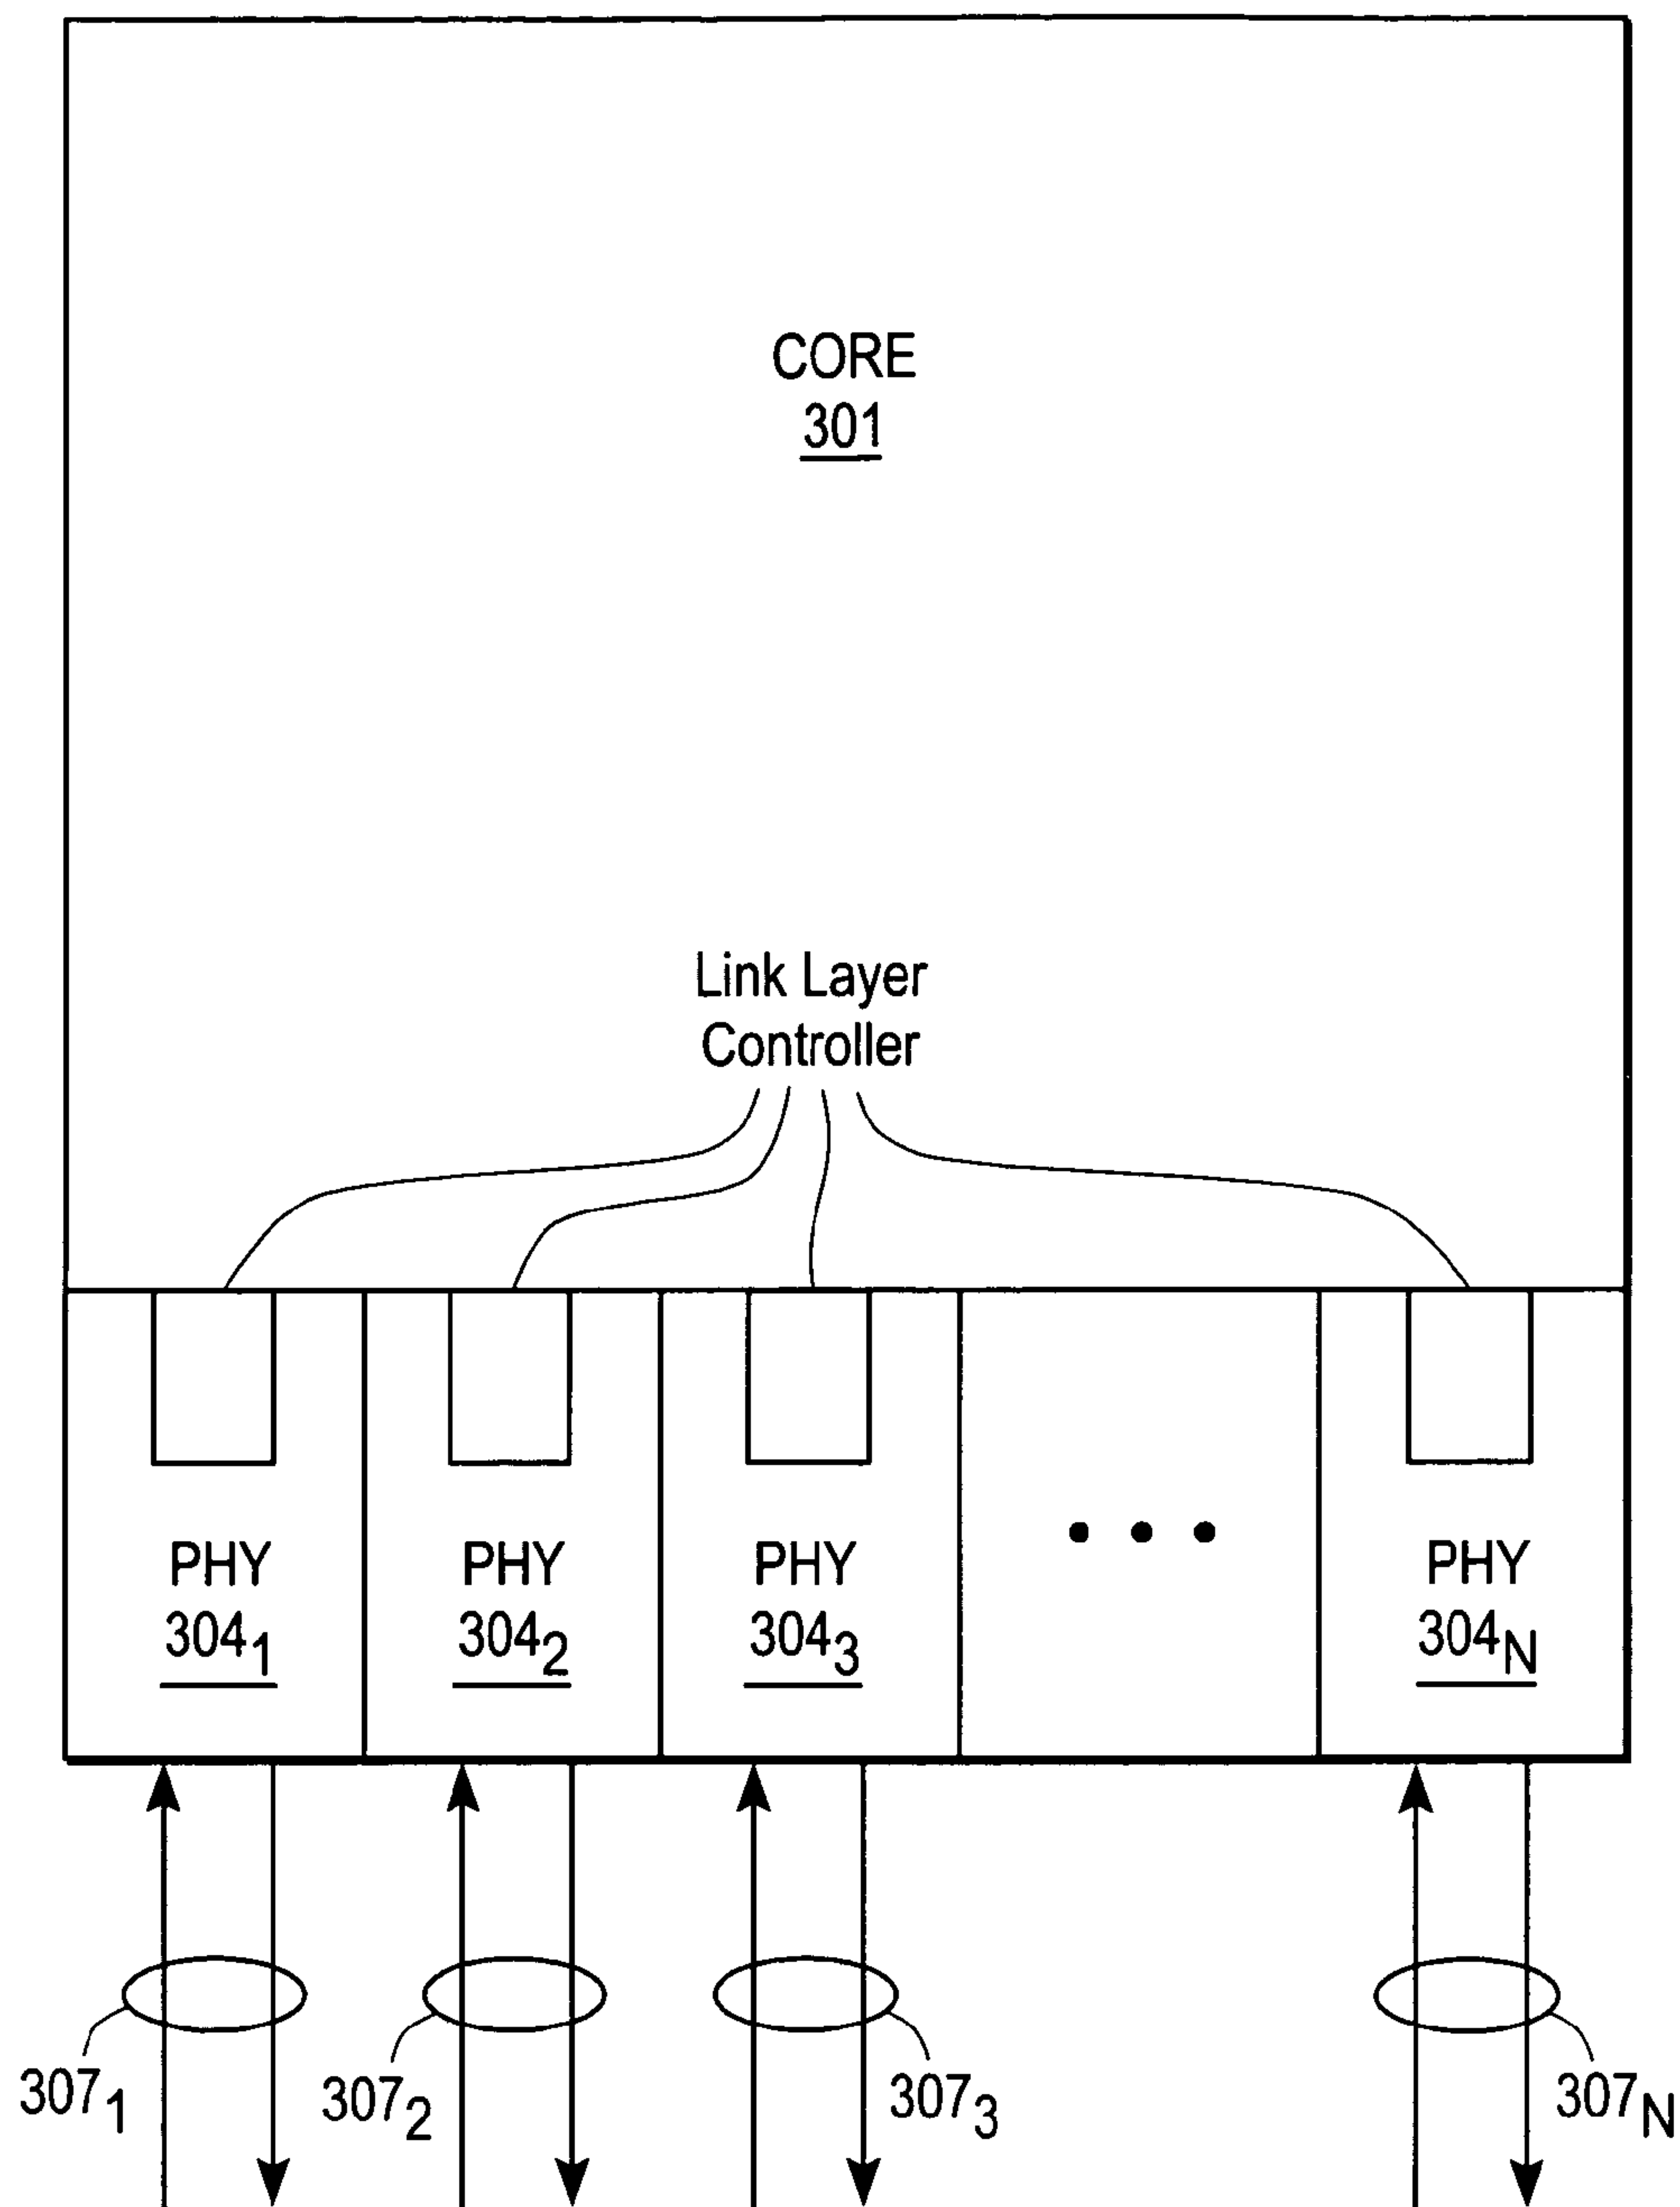 CORE
301
Link Layer
Controller
PHY
304₁
PHY
304₂
PHY
304₃
PHY
304N
307₁
307₂
307₃
307N